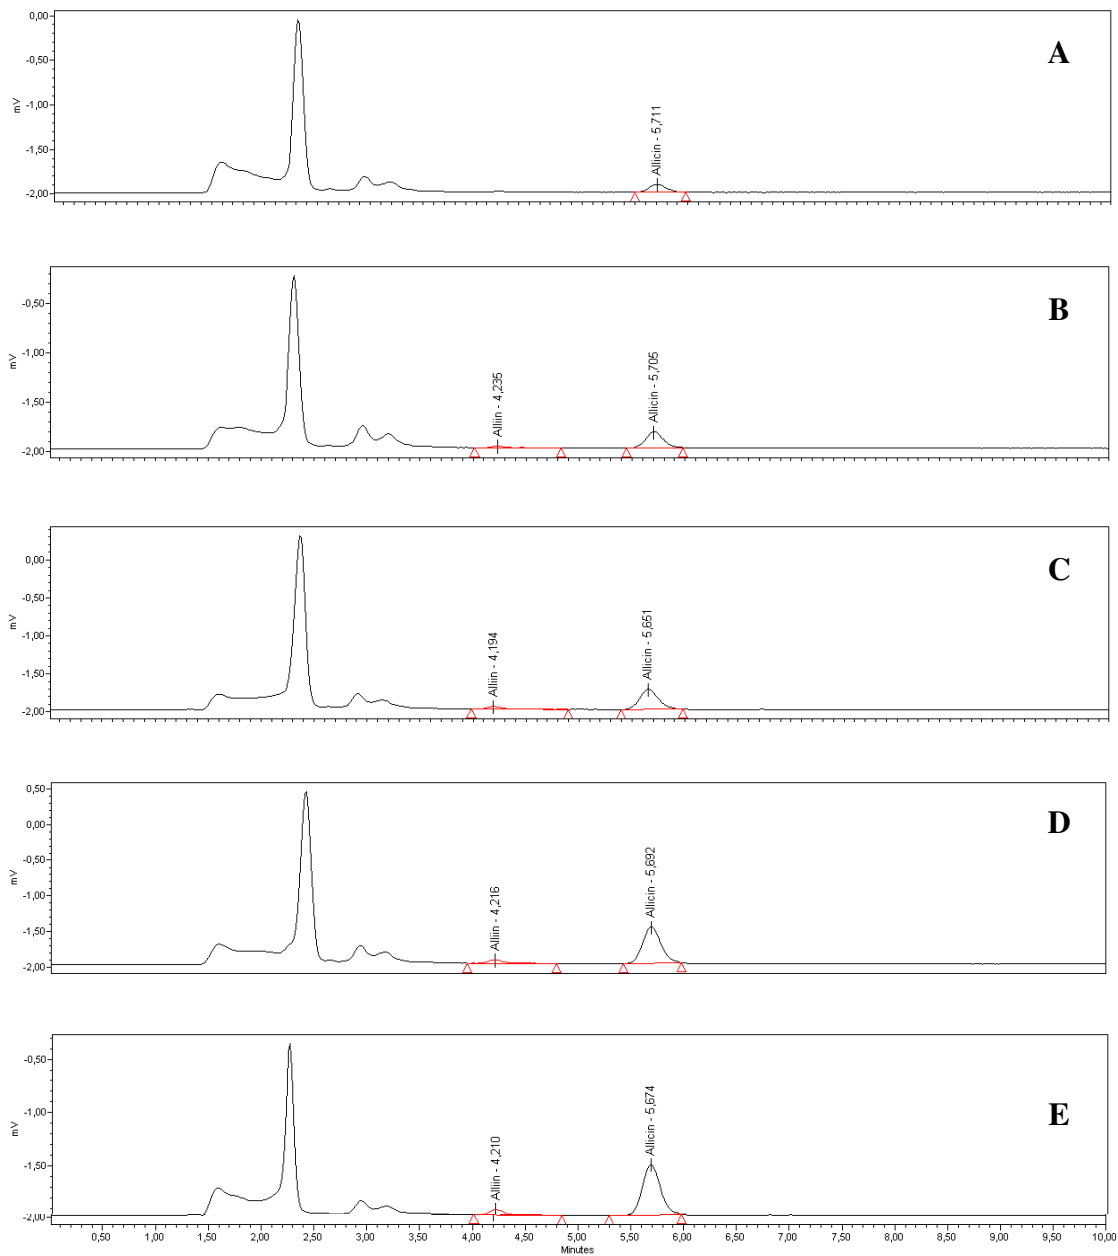 0,00
-0,50
-1,00
-1,50
-2,00
mV
Allicin - 5,711
A
-0,50
-1,00
-1,50
-2,00
mV
Alliin - 4,235
Allicin - 5,705
B
0,00
-0,50
-1,00
-1,50
-2,00
mV
Alliin - 4,194
Allicin - 5,651
C
0,50
0,00
-0,50
-1,00
-1,50
-2,00
mV
Alliin - 4,216
Allicin - 5,692
D
-0,50
-1,00
-1,50
-2,00
mV
Alliin - 4,210
Allicin - 5,674
E
0,50 1,00 1,50 2,00 2,50 3,00 3,50 4,00 4,50 5,00 5,50 6,00 6,50 7,00 7,50 8,00 8,50 9,00 9,50 10,00
Minutes